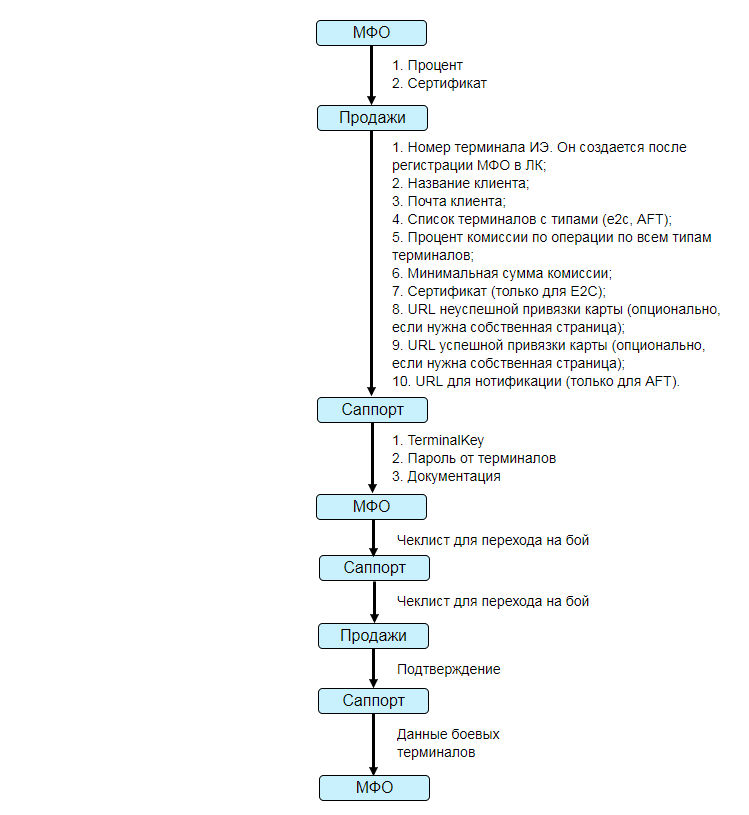 МФО
1. Процент
2. Сертификат
Продажи
1. Номер терминала ИЭ. Он создается после
регистрации МФО в ЛК;
2. Название клиента;
3. Почта клиента;
4. Список терминалов с типами (e2c, AFT);
5. Процент комиссии по операции по всем типам
терминалов;
6. Минимальная сумма комиссии;
7. Сертификат (только для E2C);
8. URL неуспешной привязки карты (опционально,
если нужна собственная страница);
9. URL успешной привязки карты (опционально,
если нужна собственная страница);
10. URL для нотификации (только для AFT).
Саппорт
1. TerminalKey
2. Пароль от терминалов
3. Документация
МФО
Чеклист для перехода на бой
Саппорт
Чеклист для перехода на бой
Продажи
Подтверждение
Саппорт
Данные боевых
терминалов
МФО